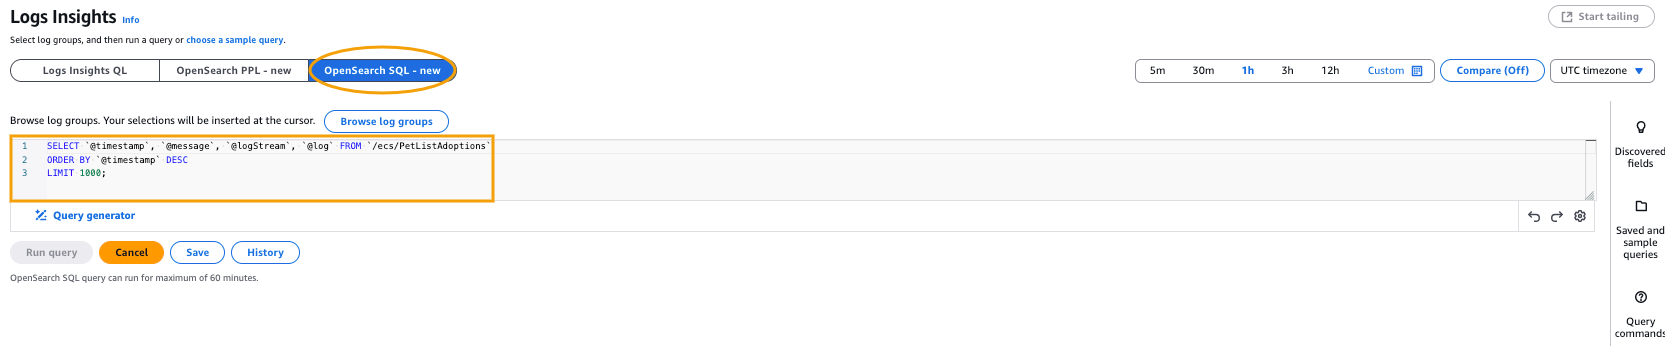 Logs Insights Info
Start tailing
Select log groups, and then run a query or choose a sample query.
Logs Insights QL
OpenSearch PPL - new
OpenSearch SQL - new
5m
30m
1h
3h
12h
Custom
Compare (Off)
UTC timezone
Browse log groups. Your selections will be inserted at the cursor.
Browse log groups
1 SELECT `@timestamp`, `@message`, `@logStream`, `@log` FROM `/ecs/PetListAdoptions`
2 ORDER BY `@timestamp` DESC
3 LIMIT 1000;
Query generator
Run query
Cancel
Save
History
OpenSearch SQL query can run for maximum of 60 minutes.
Discovered
fields
Saved and
sample
queries
Query
commands